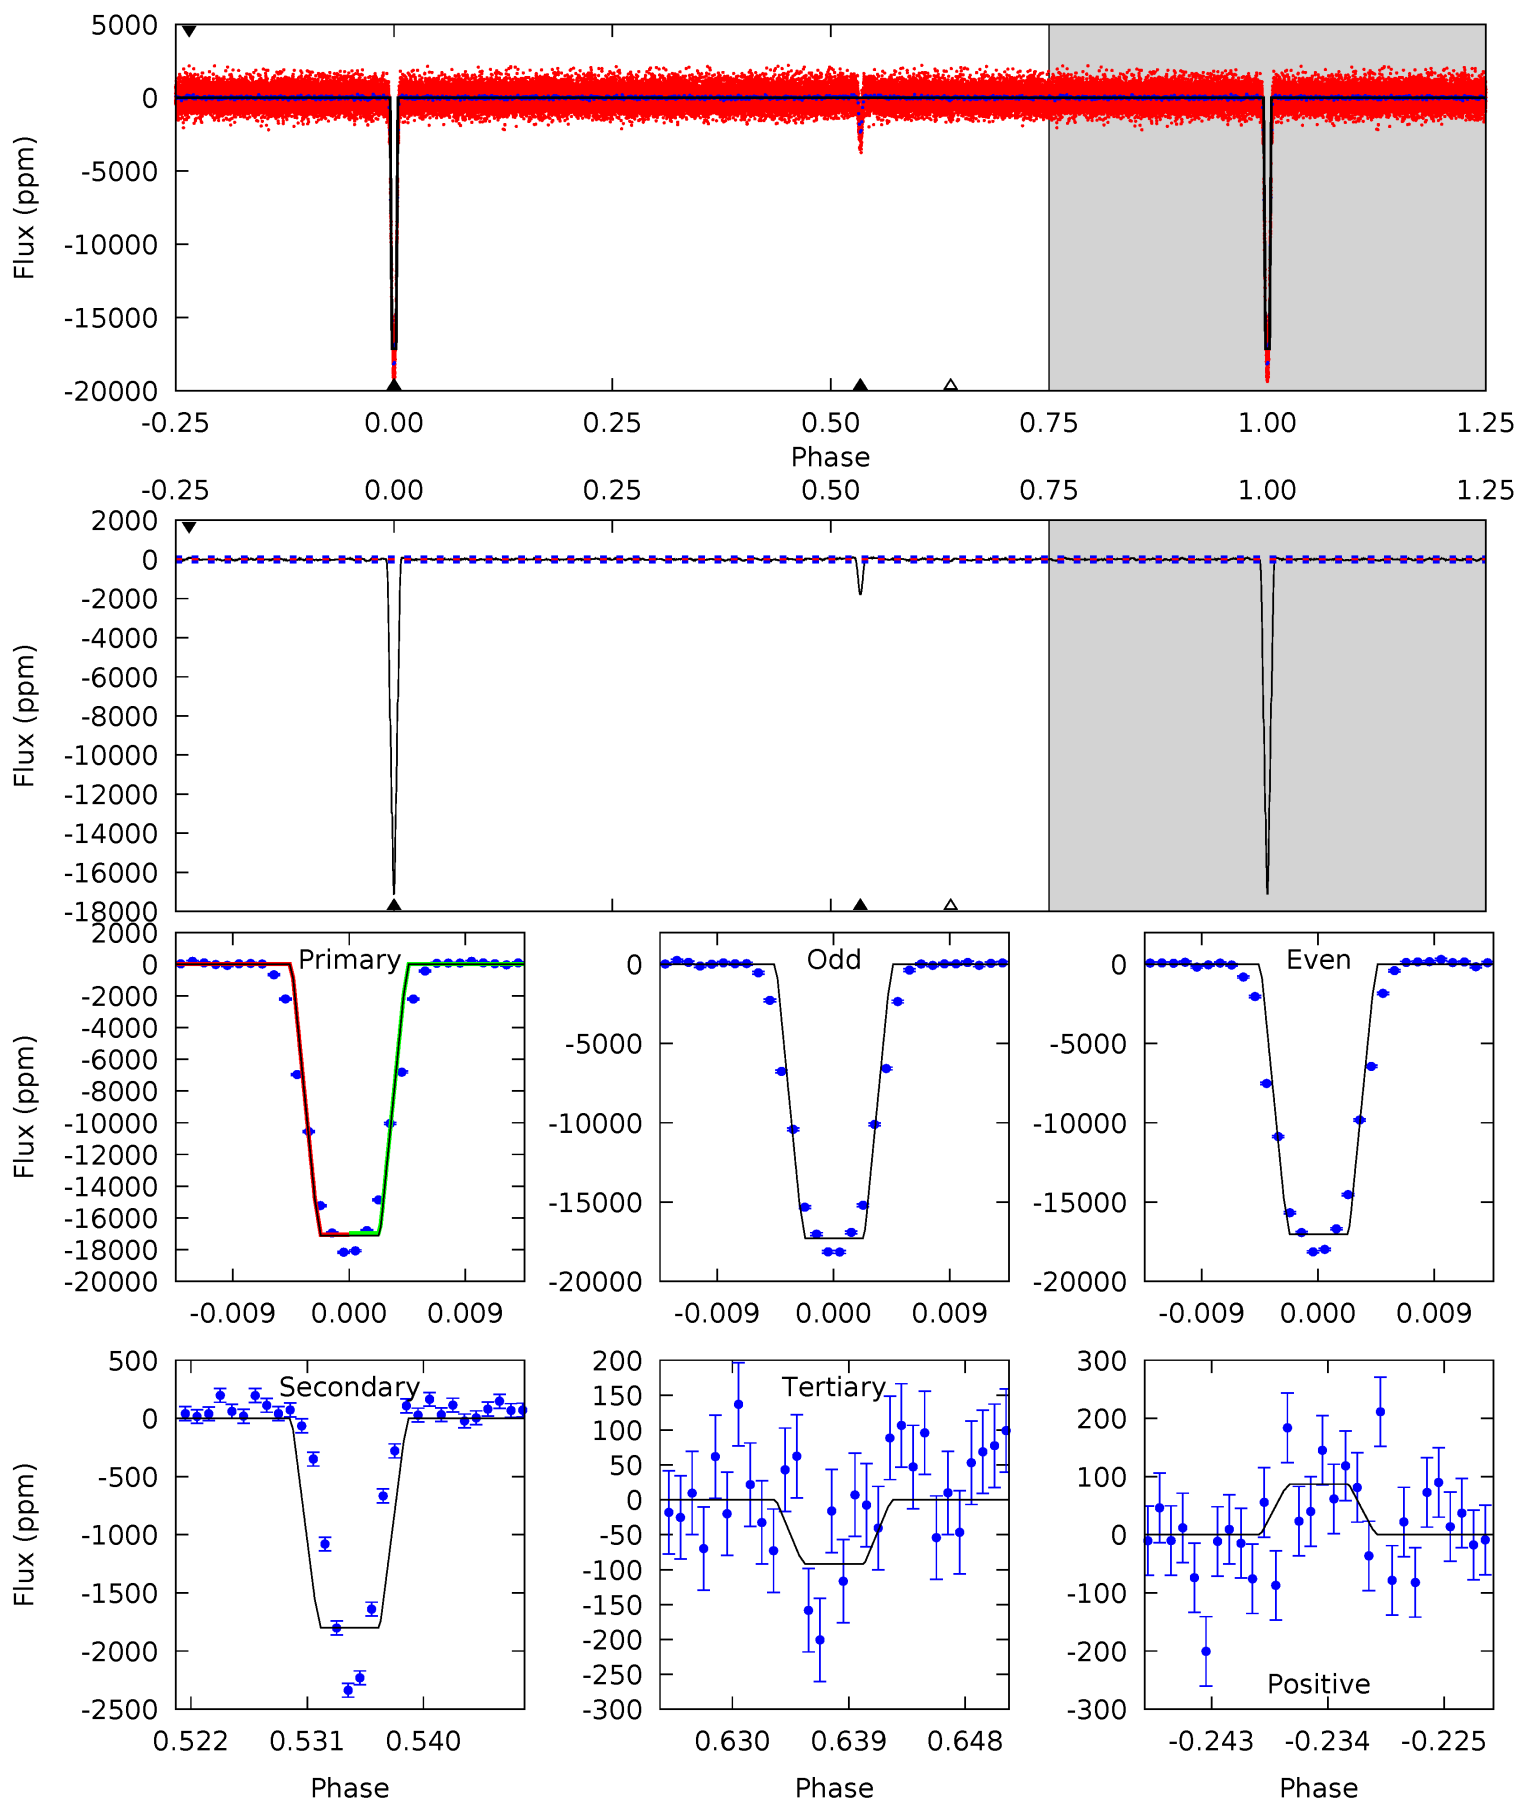 5000
0
-5000
-10000
-15000
-20000
Flux (ppm)
-0.25 0.00 0.25 0.50 0.75 1.00 1.25
Phase
-0.25 0.00 0.25 0.50 0.75 1.00 1.25
2000
0
-2000
-4000
-6000
-8000
-10000
-12000
-14000
-16000
-18000
Flux (ppm)
Primary
2000
0
-2000
-4000
-6000
-8000
-10000
-12000
-14000
-16000
-18000
-20000
Flux (ppm)
-0.009 0.000 0.009
Odd
0
-5000
-10000
-15000
-20000
-0.009 0.000 0.009
Even
0
-5000
-10000
-15000
-20000
-0.009 0.000 0.009
Secondary
500
0
-500
-1000
-1500
-2000
-2500
Flux (ppm)
0.522 0.531 0.540
Phase
Tertiary
200
150
100
50
0
-50
-100
-150
-200
-250
-300
0.630 0.639 0.648
Phase
300
200
100
0
-100
-200
-300
Positive
-0.243 -0.234 -0.225
Phase